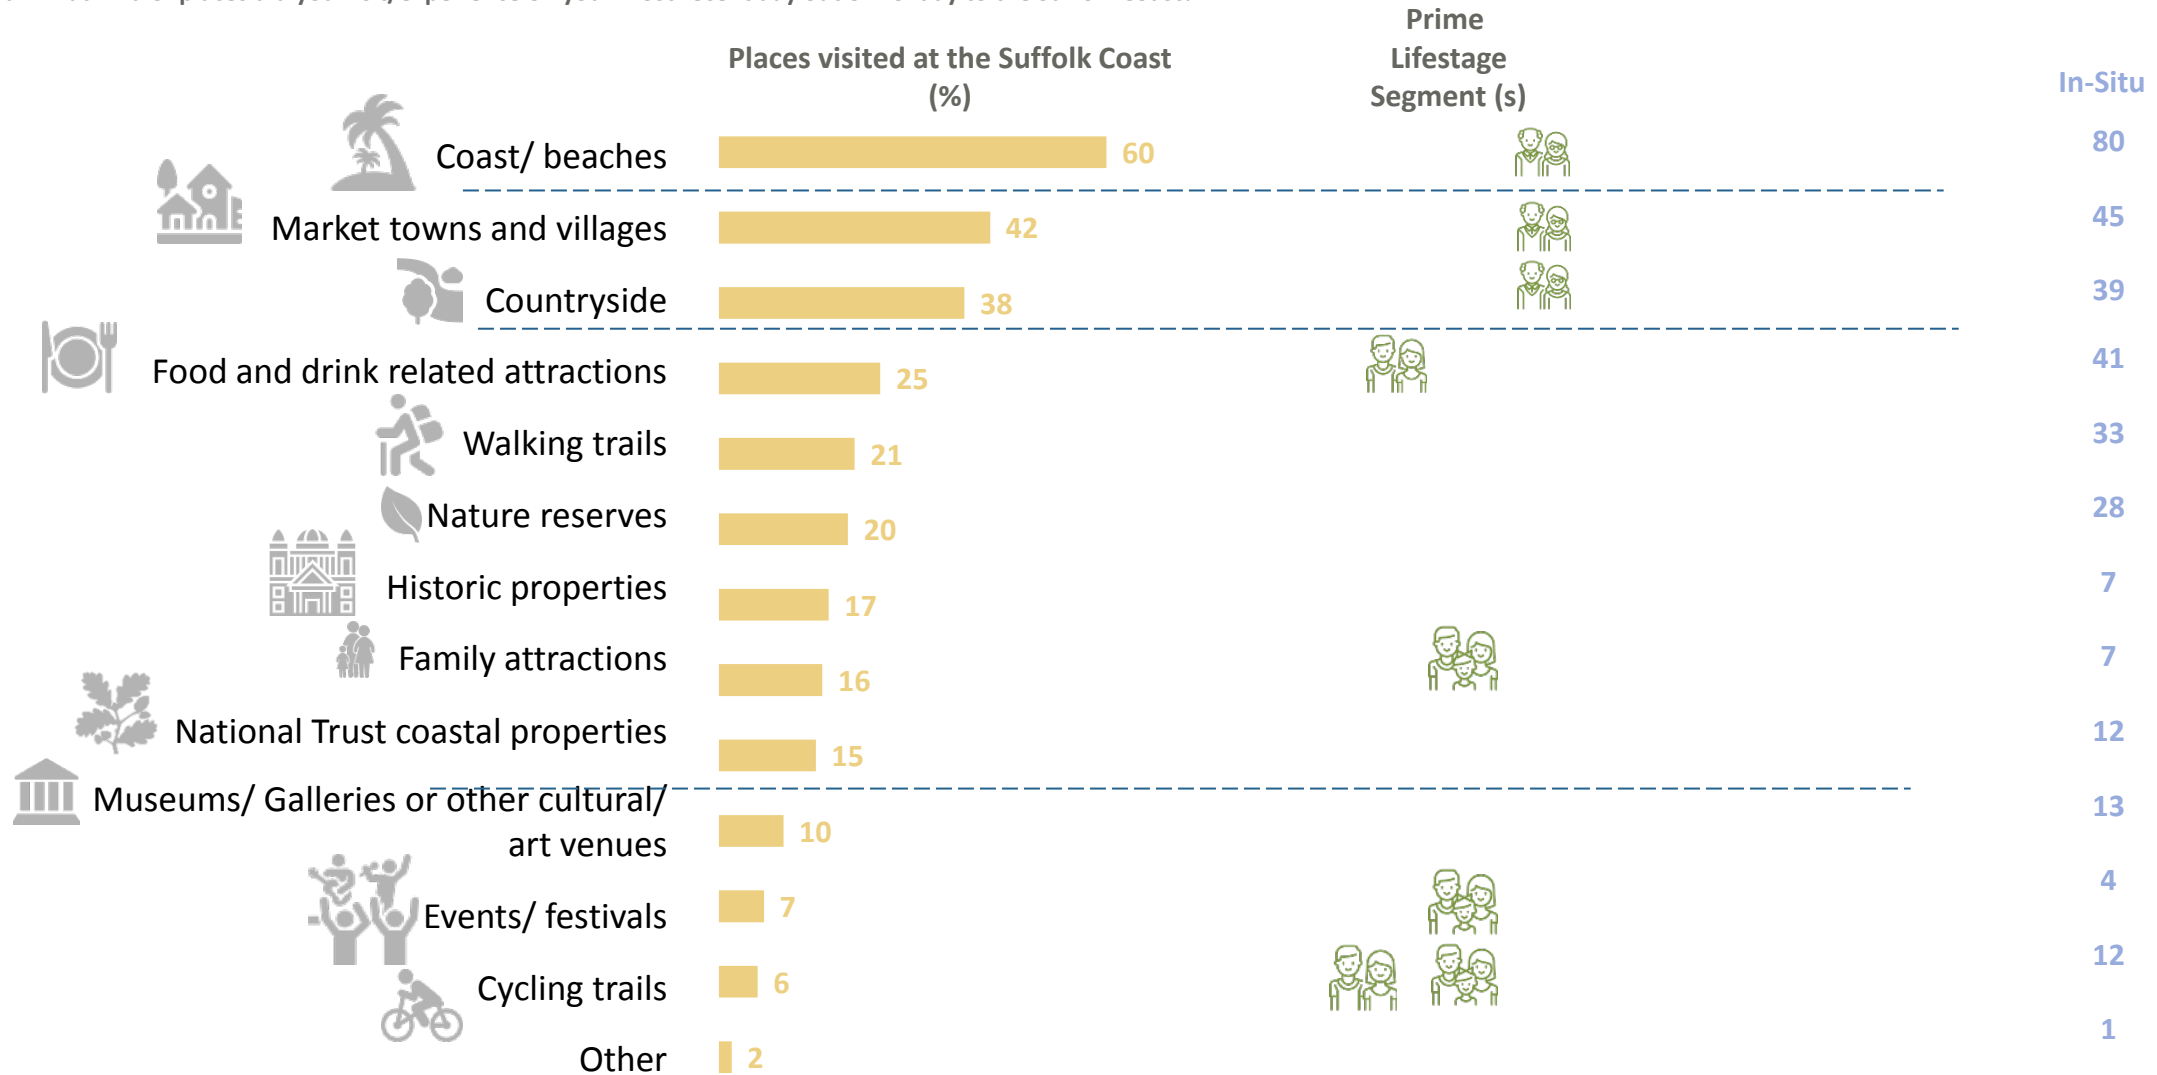 Prime
Lifestage
Segment (s)
Places visited at the Suffolk Coast
(%)
In-Situ
Coast/ beaches 60 80
Market towns and villages 42 45
Countryside 38 39
Food and drink related attractions 25 41
Walking trails 21 33
Nature reserves 20 28
Historic properties 17 7
Family attractions 16 7
National Trust coastal properties 15 12
Museums/ Galleries or other cultural/
art venues 10 13
Events/ festivals 7 4
Cycling trails 6 12
Other 2 1